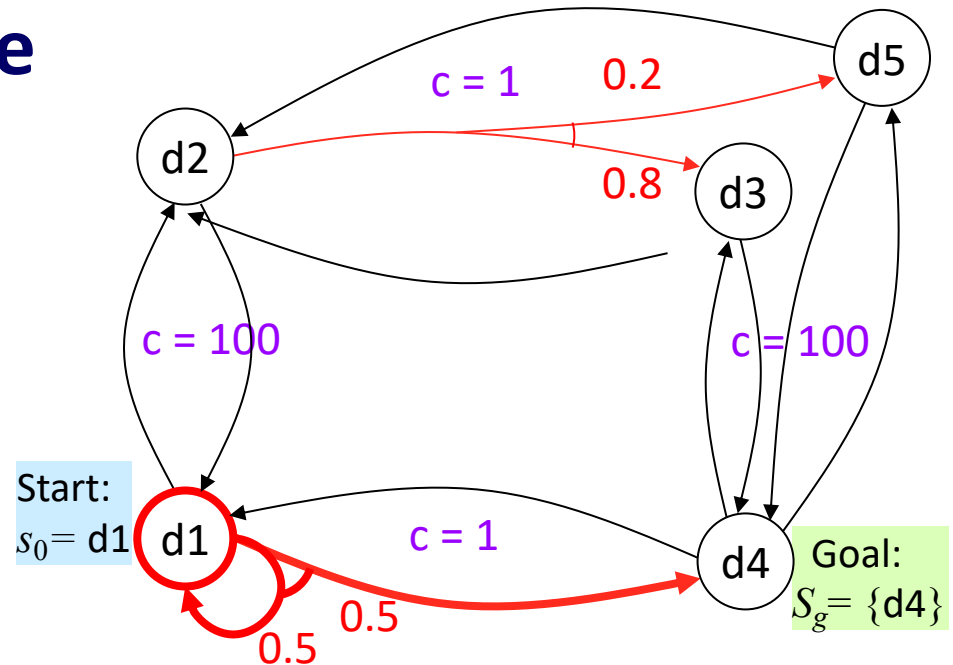 e
d5
c = 1
0.2
d2
0.8
d3
c = 100
c = 100
Start:
s0= d1
d1
c = 1
d4
Goal:
Sg= {d4}
0.5
0.5